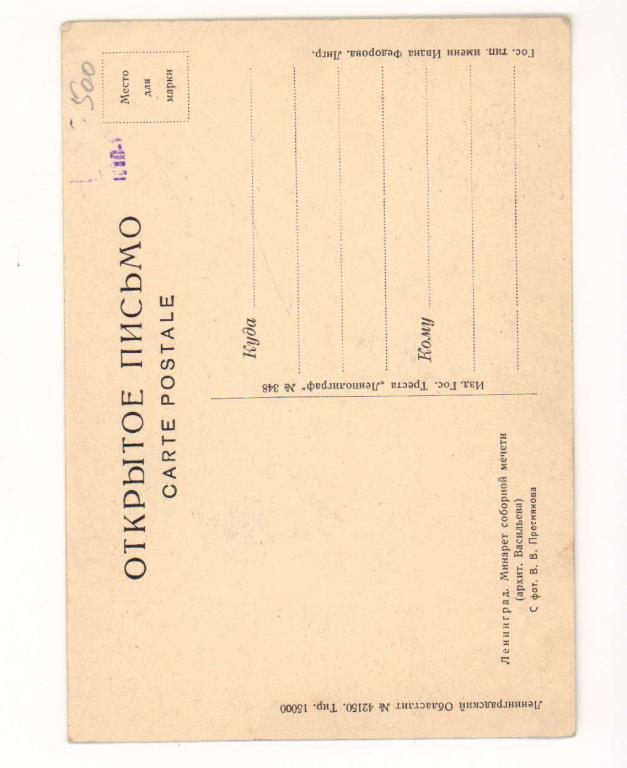 ОТКРЫТОЕ ПИСЬМО
CARTE POSTALE
Место
для
марки
500
Куда
Кому
Изд. Гос. Треста „Ленполиграф“ № 348
Гос. тип. имени Ивана Федорова. Лнгр.
Ленинград. Минарет соборной мечети
(архит. Васильева)
С фот. В. В. Преснякова
Ленинградский Областлит № 42150. Тир. 15000